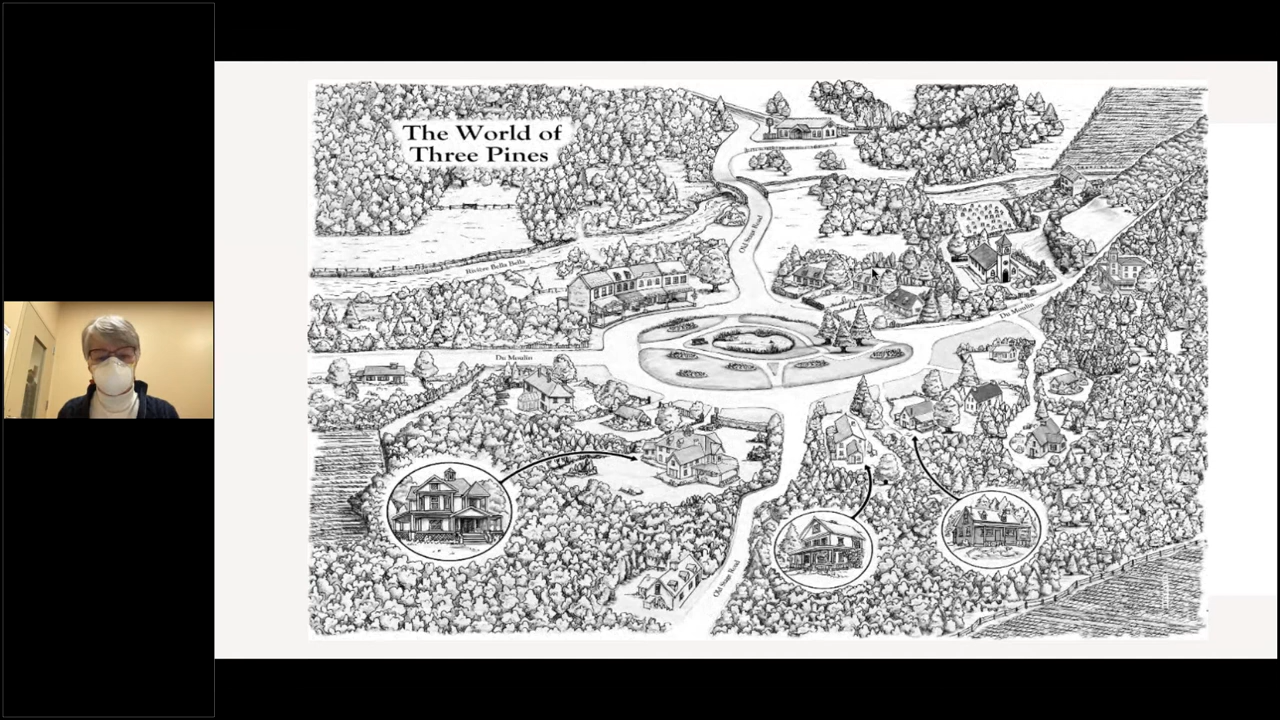 The World of
Three Pines
Old Stage Road
Rivière Bella Bella
Du Moulin
Du Moulin
Old Stage Road